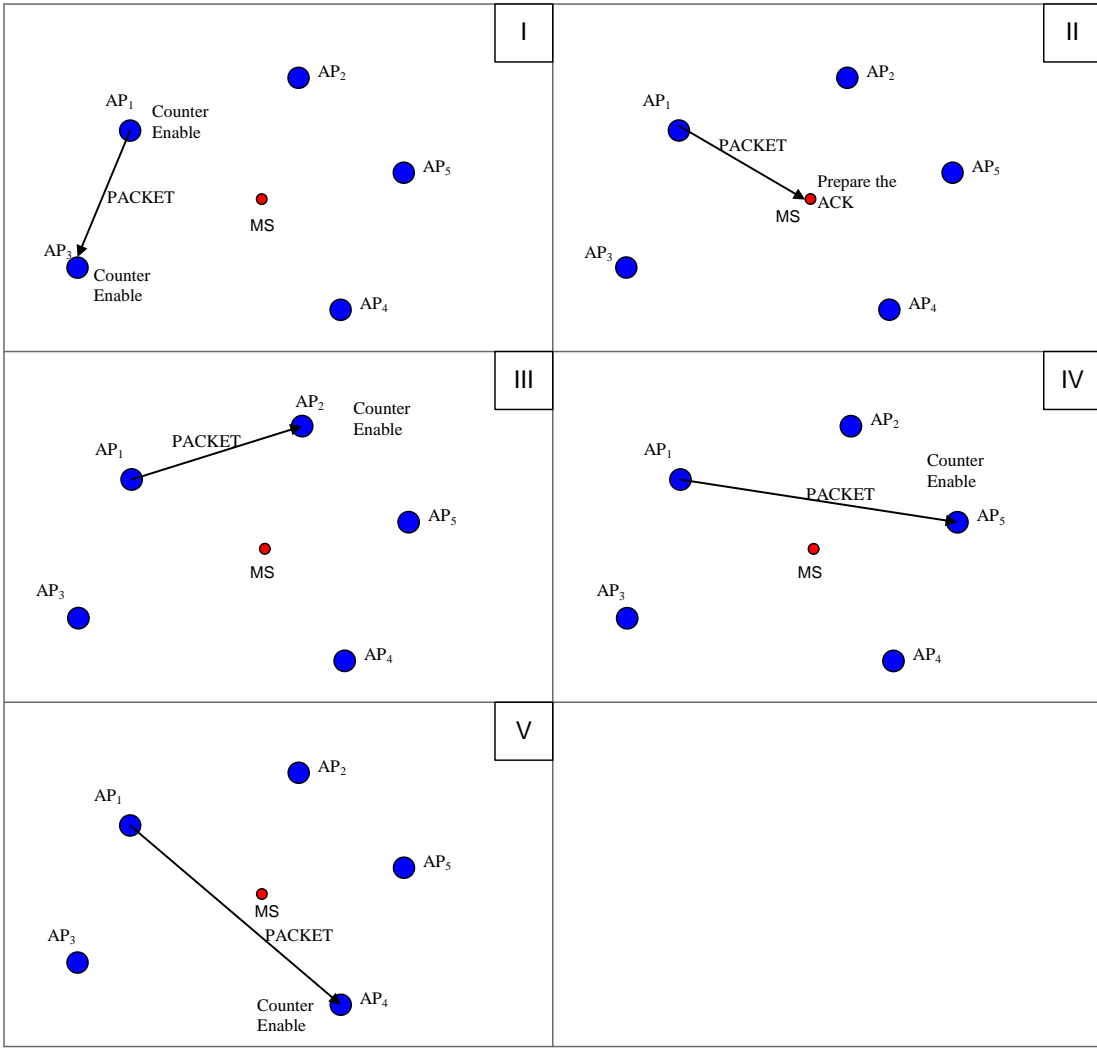 I
AP₂
AP₁
Counter
Enable
PACKET
AP₅
MS
AP₃
Counter
Enable
AP₄
II
AP₂
AP₁
PACKET
AP₅
Prepare the
ACK
MS
AP₃
AP₄
III
AP₂
Counter
Enable
PACKET
AP₁
AP₅
MS
AP₃
AP₄
IV
AP₂
AP₁
Counter
Enable
PACKET
AP₅
MS
AP₃
AP₄
V
AP₂
AP₁
AP₅
MS
PACKET
AP₃
AP₄
Counter
Enable